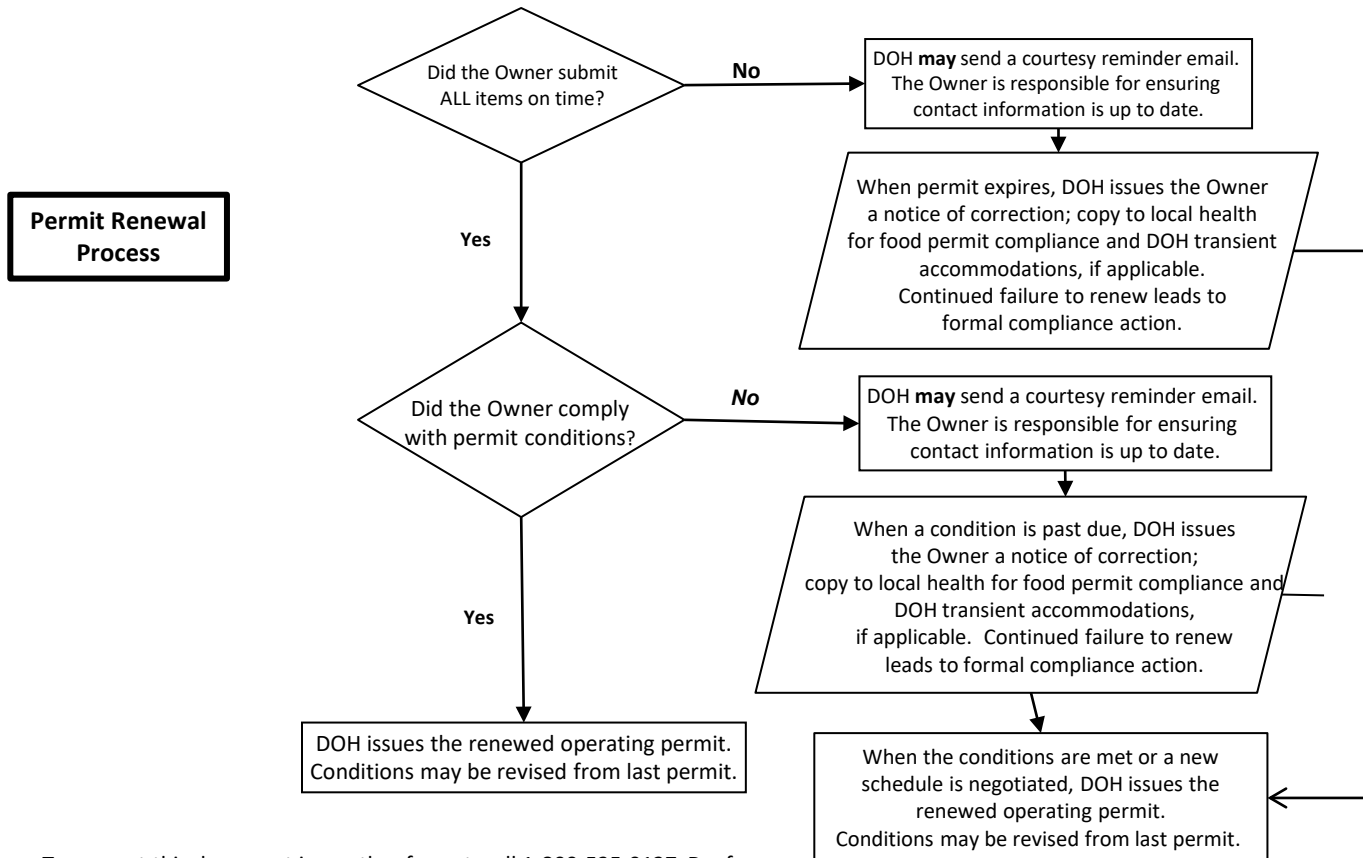 Permit Renewal
Process
Did the Owner submit
ALL items on time?
No
DOH may send a courtesy reminder email.
The Owner is responsible for ensuring
contact information is up to date.
When permit expires, DOH issues the Owner
a notice of correction; copy to local health
for food permit compliance and DOH transient
accommodations, if applicable.
Continued failure to renew leads to
formal compliance action.
Yes
Did the Owner comply
with permit conditions?
No
DOH may send a courtesy reminder email.
The Owner is responsible for ensuring
contact information is up to date.
When a condition is past due, DOH issues
the Owner a notice of correction;
copy to local health for food permit compliance and
DOH transient accommodations,
if applicable. Continued failure to renew
leads to formal compliance action.
Yes
DOH issues the renewed operating permit.
Conditions may be revised from last permit.
When the conditions are met or a new
schedule is negotiated, DOH issues the
renewed operating permit.
Conditions may be revised from last permit.